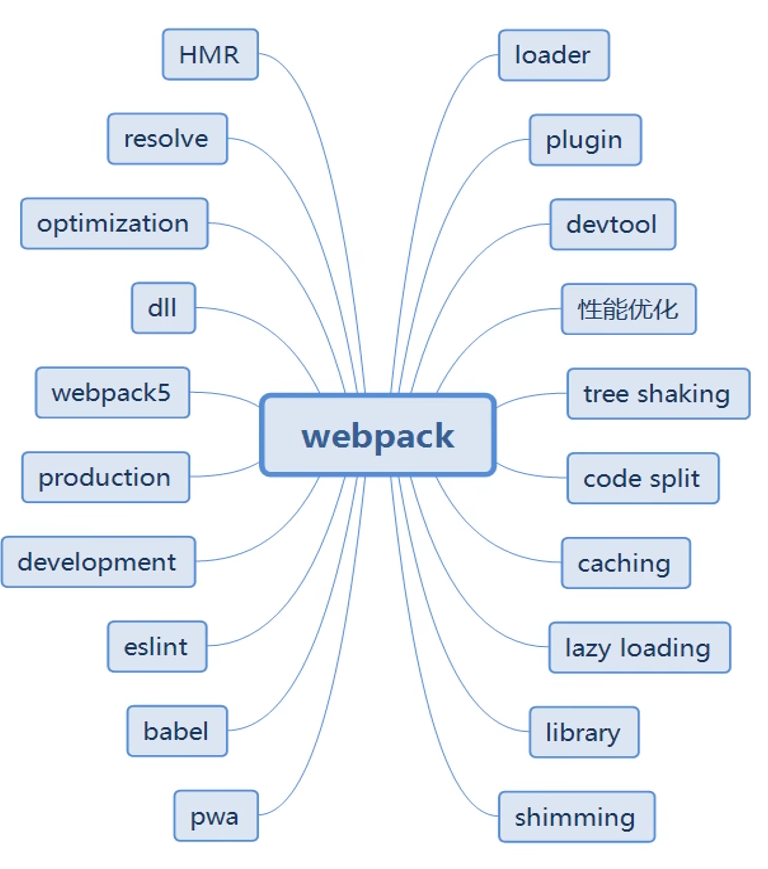 HMR
loader
resolve
plugin
optimization
devtool
dll
性能优化
webpack5
tree shaking
webpack
production
code split
development
caching
eslint
lazy loading
babel
library
pwa
shimming